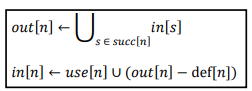 out[n] ← ⋃ s ∈ succ[n] in[s]
in[n] ← use[n] ∪ (out[n] − def[n])